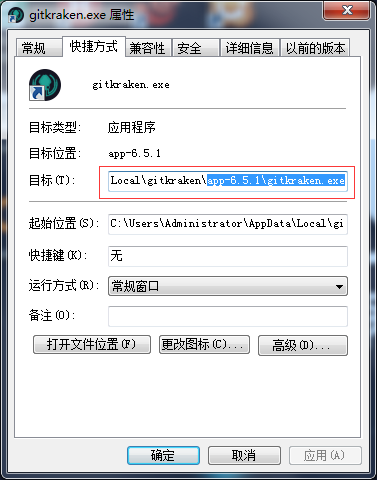 gitkraken.exe 属性
常规 快捷方式 兼容性 安全 详细信息 以前的版本
gitkraken.exe
目标类型: 应用程序
目标位置: app-6.5.1
目标(T): Local\gitkraken\app-6.5.1\gitkraken.exe
起始位置(S): C:\Users\Administrator\AppData\Local\gi
快捷键(K): 无
运行方式(R): 常规窗口
备注(O):
打开文件位置(F) 更改图标(C)... 高级(D)...
确定 取消 应用(A)